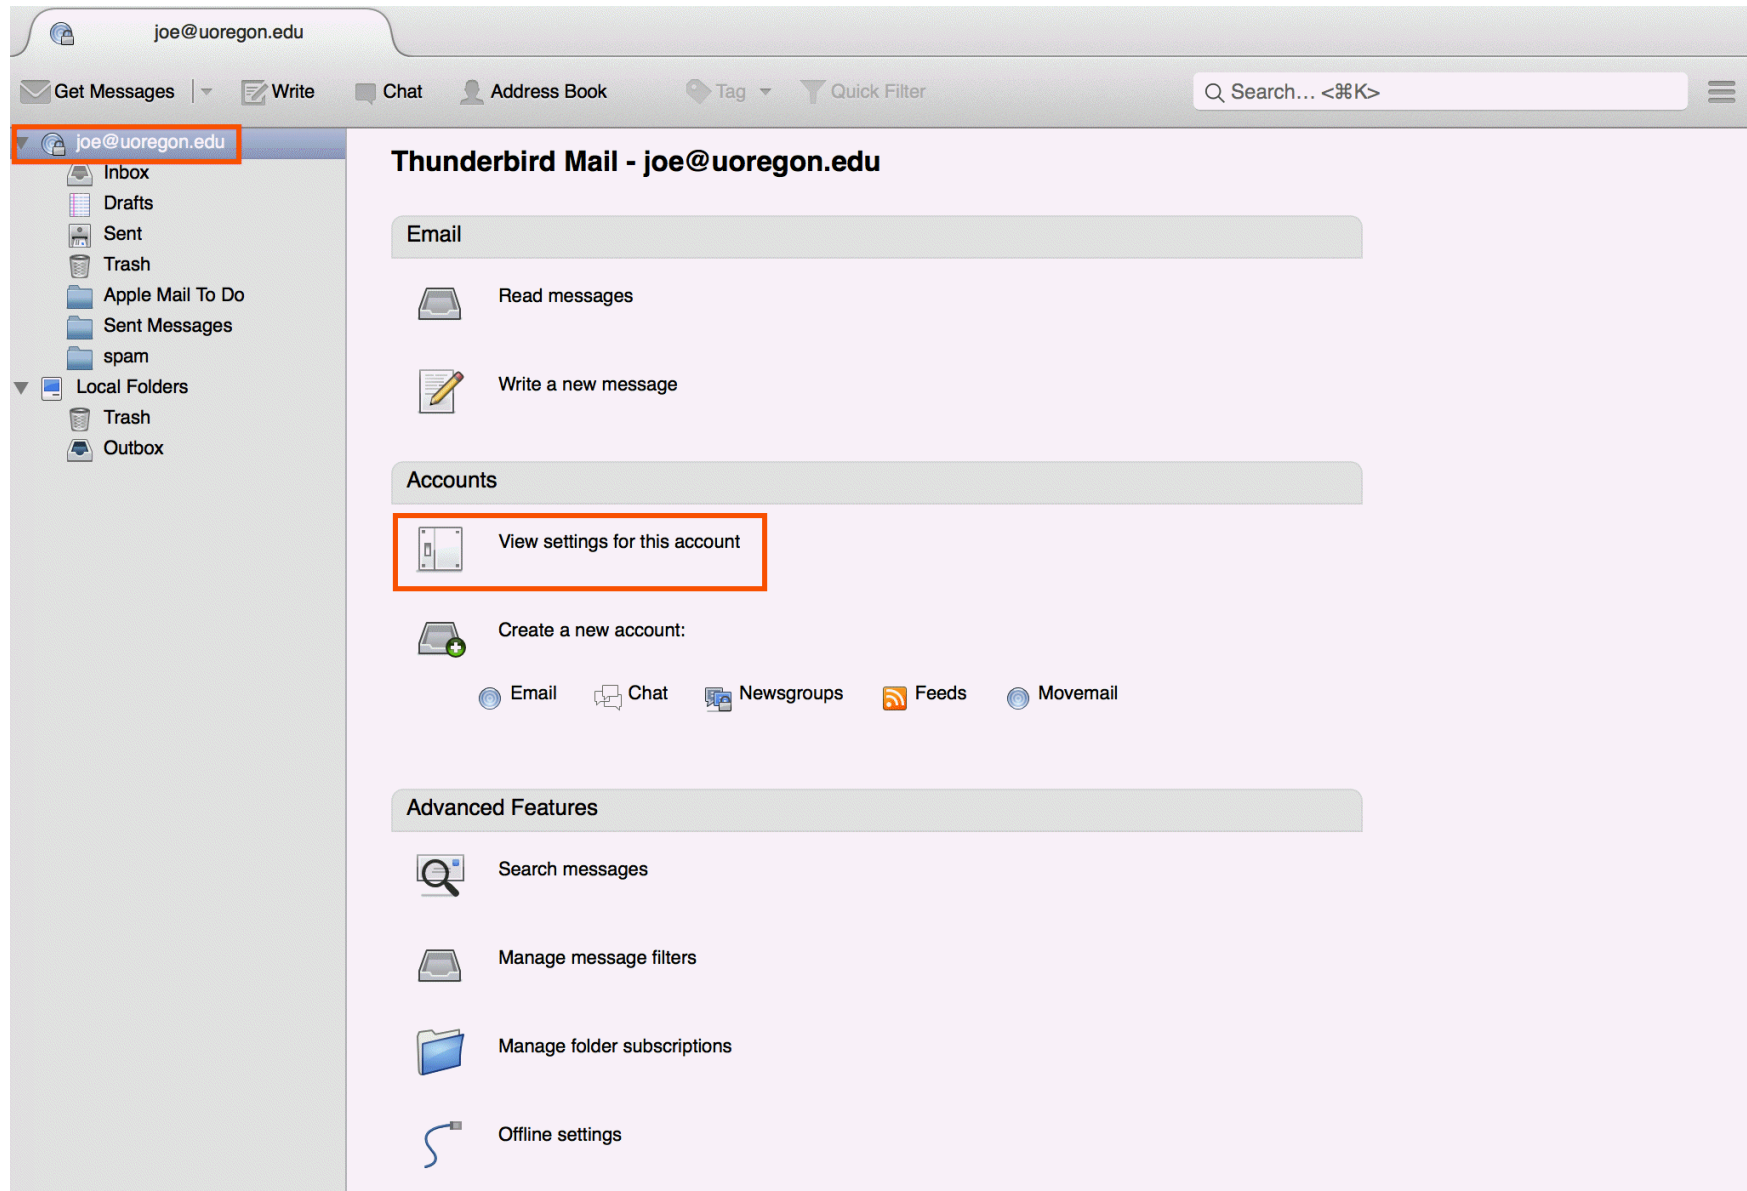 joe@uoregon.edu
Get Messages Write Chat Address Book Tag Quick Filter Search... <⌘K>
joe@uoregon.edu
Inbox
Drafts
Sent
Trash
Apple Mail To Do
Sent Messages
spam
Local Folders
Trash
Outbox
Thunderbird Mail - joe@uoregon.edu
Email
Read messages
Write a new message
Accounts
View settings for this account
Create a new account:
Email Chat Newsgroups Feeds Movemail
Advanced Features
Search messages
Manage message filters
Manage folder subscriptions
Offline settings